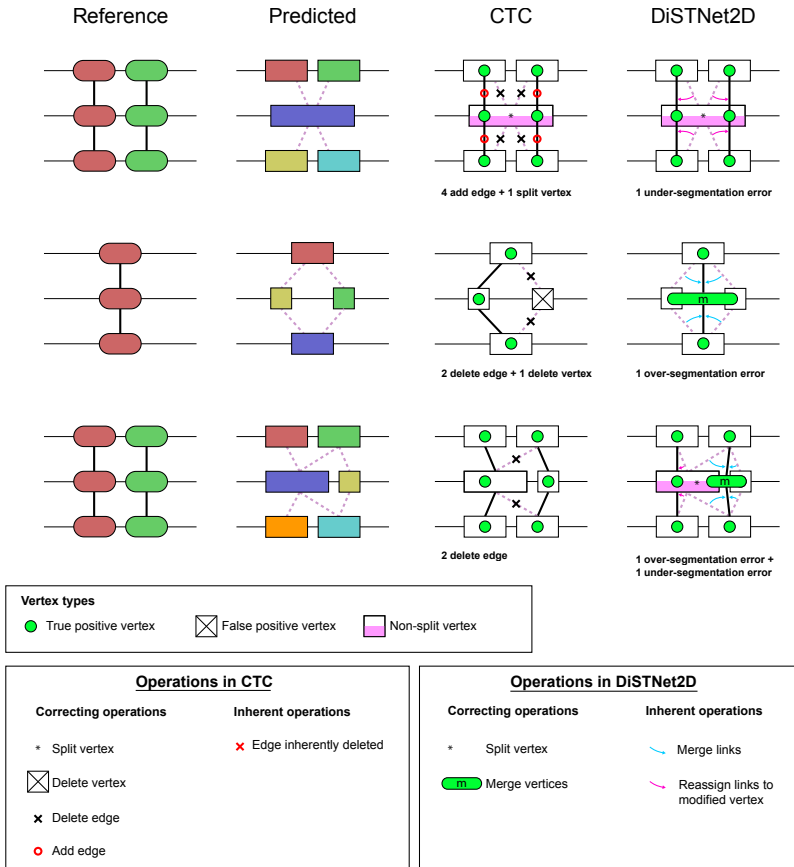 Reference Predicted CTC DiSTNet2D
* *
4 add edge + 1 split vertex 1 under-segmentation error
m
2 delete edge + 1 delete vertex 1 over-segmentation error
* m
2 delete edge 1 over-segmentation error +
1 under-segmentation error
Vertex types
True positive vertex False positive vertex Non-split vertex
Operations in CTC
Correcting operations Inherent operations
* Split vertex Edge inherently deleted
Delete vertex
Delete edge
Add edge
Operations in DiSTNet2D
Correcting operations Inherent operations
* Split vertex Merge links
m Merge vertices Reassign links to
modified vertex